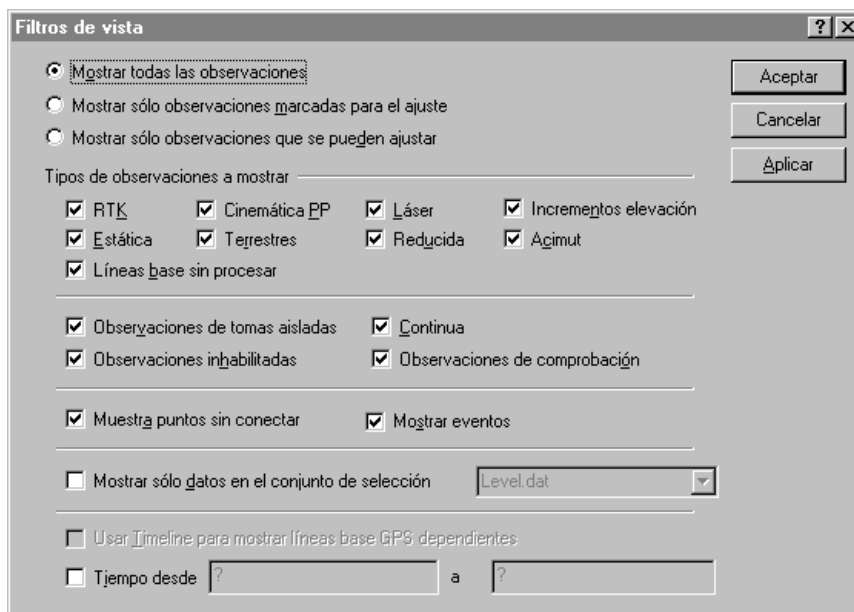 Filtros de vista
Mostrar todas las observaciones
Aceptar
Mostrar sólo observaciones marcadas para el ajuste
Cancelar
Mostrar sólo observaciones que se pueden ajustar
Aplicar
Tipos de observaciones a mostrar
RTK Cinemática PP Láser Incrementos elevación
Estática Terrestres Reducida Acimut
Líneas base sin procesar
Observaciones de tomas aisladas Continua
Observaciones inhabilitadas Observaciones de comprobación
Muestra puntos sin conectar Mostrar eventos
Mostrar sólo datos en el conjunto de selección Level.dat
Usar Timeline para mostrar líneas base GPS dependientes
Tiempo desde ? a ?